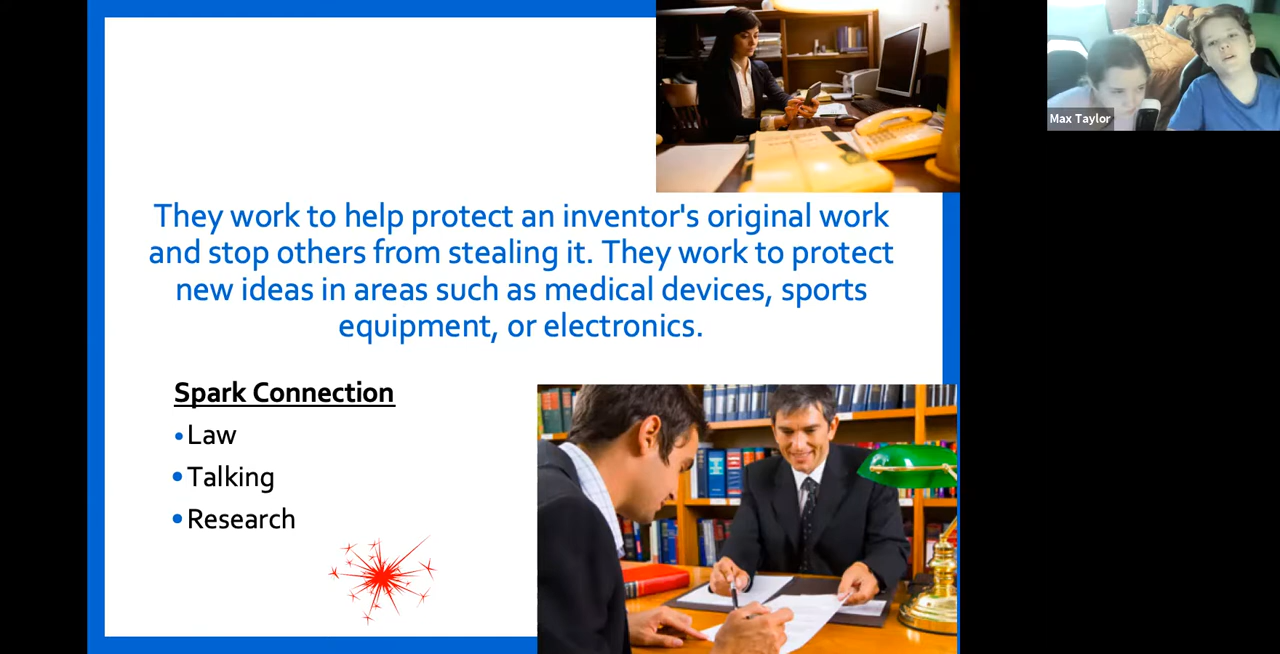 Max Taylor
They work to help protect an inventor's original work
and stop others from stealing it. They work to protect
new ideas in areas such as medical devices, sports
equipment, or electronics.
Spark Connection
•Law
•Talking
•Research